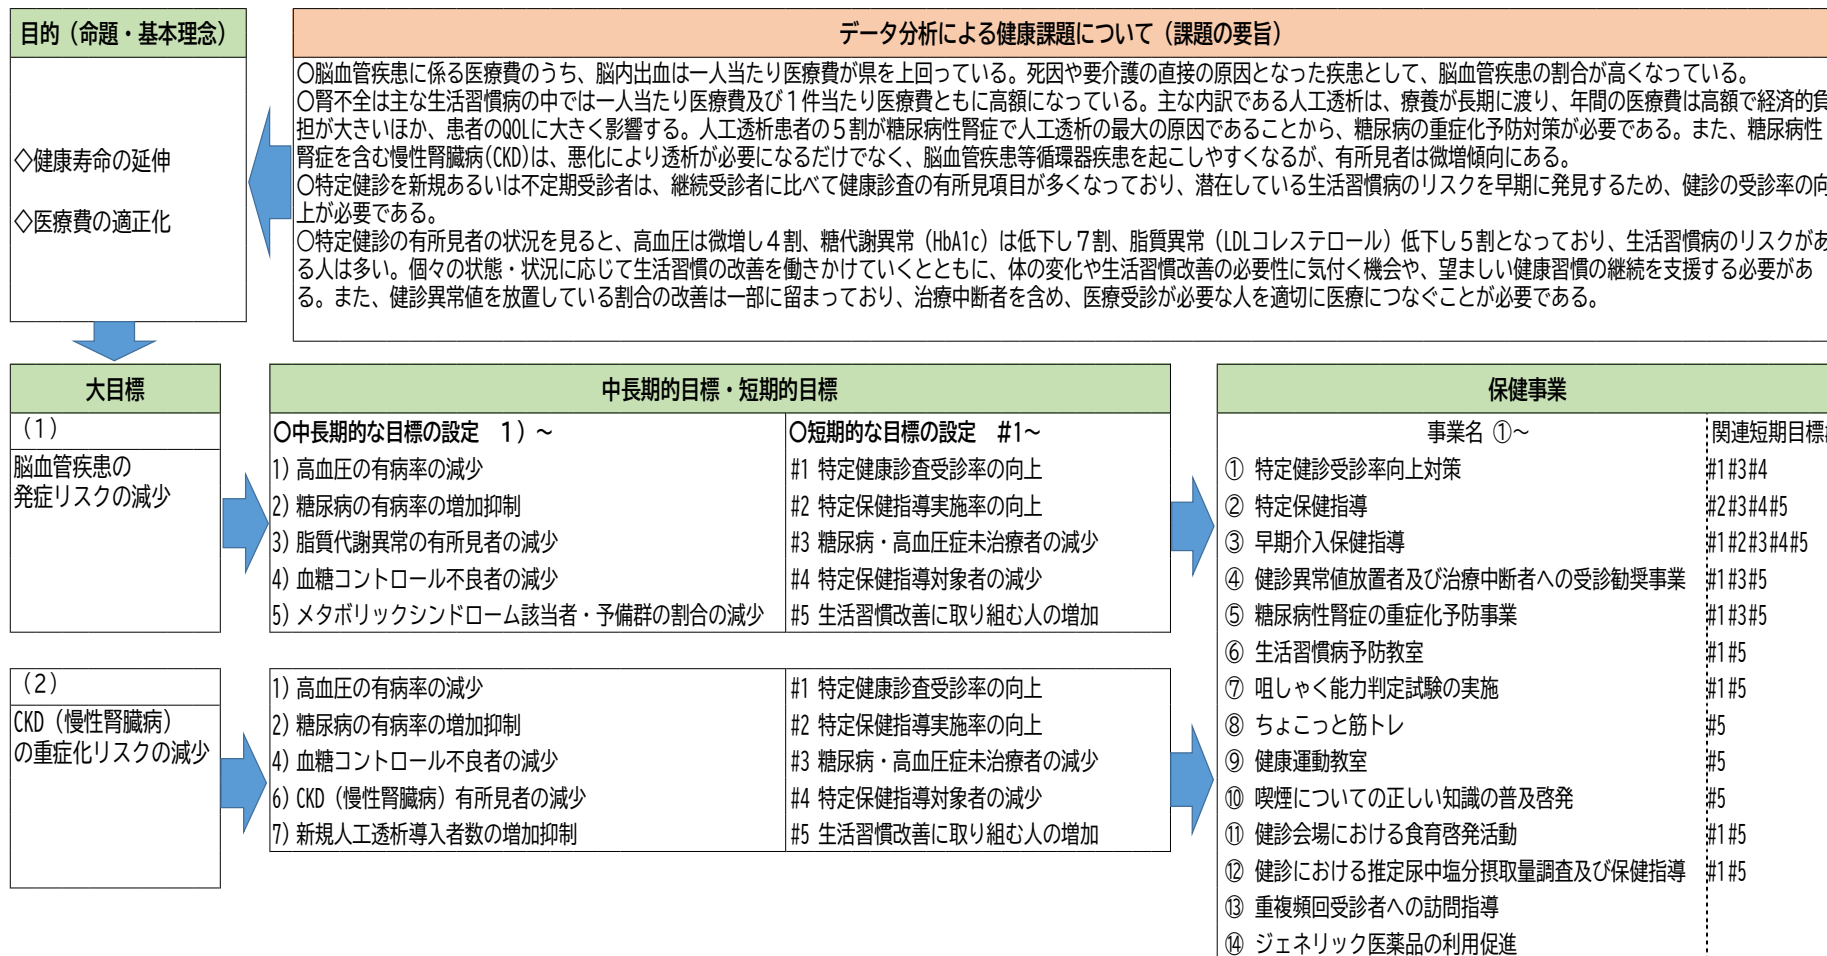 目的（命題・基本理念）
◇健康寿命の延伸
◇医療費の適正化
データ分析による健康課題について（課題の要旨）
〇脳血管疾患に係る医療費のうち、脳内出血は一人当たり医療費が県を上回っている。死因や要介護の直接の原因となった疾患として、脳血管疾患の割合が高くなっている。
〇腎不全は主な生活習慣病の中では一人当たり医療費及び１件当たり医療費ともに高額になっている。主な内訳である人工透析は、療養が長期に渡り、年間の医療費は高額で経済的負
担が大きいほか、患者のQOLに大きく影響する。人工透析患者の５割が糖尿病性腎症で人工透析の最大の原因であることから、糖尿病の重症化予防対策が必要である。また、糖尿病性
腎症を含む慢性腎臓病(CKD)は、悪化により透析が必要になるだけでなく、脳血管疾患等循環器疾患を起こしやすくなるが、有所見者は微増傾向にある。
〇特定健診を新規あるいは不定期受診者は、継続受診者に比べて健康診査の有所見項目が多くなっており、潜在している生活習慣病のリスクを早期に発見するため、健診の受診率の向
上が必要である。
〇特定健診の有所見者の状況を見ると、高血圧は微増し４割、糖代謝異常（HbA1c）は低下し７割、脂質異常（LDLコレステロール）低下し５割となっており、生活習慣病のリスクがあ
る人は多い。個々の状態・状況に応じて生活習慣の改善を働きかけていくとともに、体の変化や生活習慣改善の必要性に気付く機会や、望ましい健康習慣の継続を支援する必要があ
る。また、健診異常値を放置している割合の改善は一部に留まっており、治療中断者を含め、医療受診が必要な人を適切に医療につなぐことが必要である。
大目標
（1）
脳血管疾患の
発症リスクの減少
（2）
CKD（慢性腎臓病）
の重症化リスクの減少
中長期的目標・短期的目標
〇中長期的な目標の設定　１）～
1) 高血圧の有病率の減少
2) 糖尿病の有病率の増加抑制
3) 脂質代謝異常の有所見者の減少
4) 血糖コントロール不良者の減少
5) メタボリックシンドローム該当者・予備群の割合の減少
〇短期的な目標の設定　#1～
#1 特定健康診査受診率の向上
#2 特定保健指導実施率の向上
#3 糖尿病・高血圧症未治療者の減少
#4 特定保健指導対象者の減少
#5 生活習慣改善に取り組む人の増加
1) 高血圧の有病率の減少
2) 糖尿病の有病率の増加抑制
4) 血糖コントロール不良者の減少
6) CKD（慢性腎臓病）有所見者の減少
7) 新規人工透析導入者数の増加抑制
#1 特定健康診査受診率の向上
#2 特定保健指導実施率の向上
#3 糖尿病・高血圧症未治療者の減少
#4 特定保健指導対象者の減少
#5 生活習慣改善に取り組む人の増加
保健事業
事業名 ①～ 関連短期目標
① 特定健診受診率向上対策 #1#3#4
② 特定保健指導 #2#3#4#5
③ 早期介入保健指導 #1#2#3#4#5
④ 健診異常値放置者及び治療中断者への受診勧奨事業 #1#3#5
⑤ 糖尿病性腎症の重症化予防事業 #1#3#5
⑥ 生活習慣病予防教室 #1#5
⑦ 咀しゃく能力判定試験の実施 #1#5
⑧ ちょこっと筋トレ #5
⑨ 健康運動教室 #5
⑩ 喫煙についての正しい知識の普及啓発 #5
⑪ 健診会場における食育啓発活動 #1#5
⑫ 健診における推定尿中塩分摂取量調査及び保健指導 #1#5
⑬ 重複頻回受診者への訪問指導
⑭ ジェネリック医薬品の利用促進